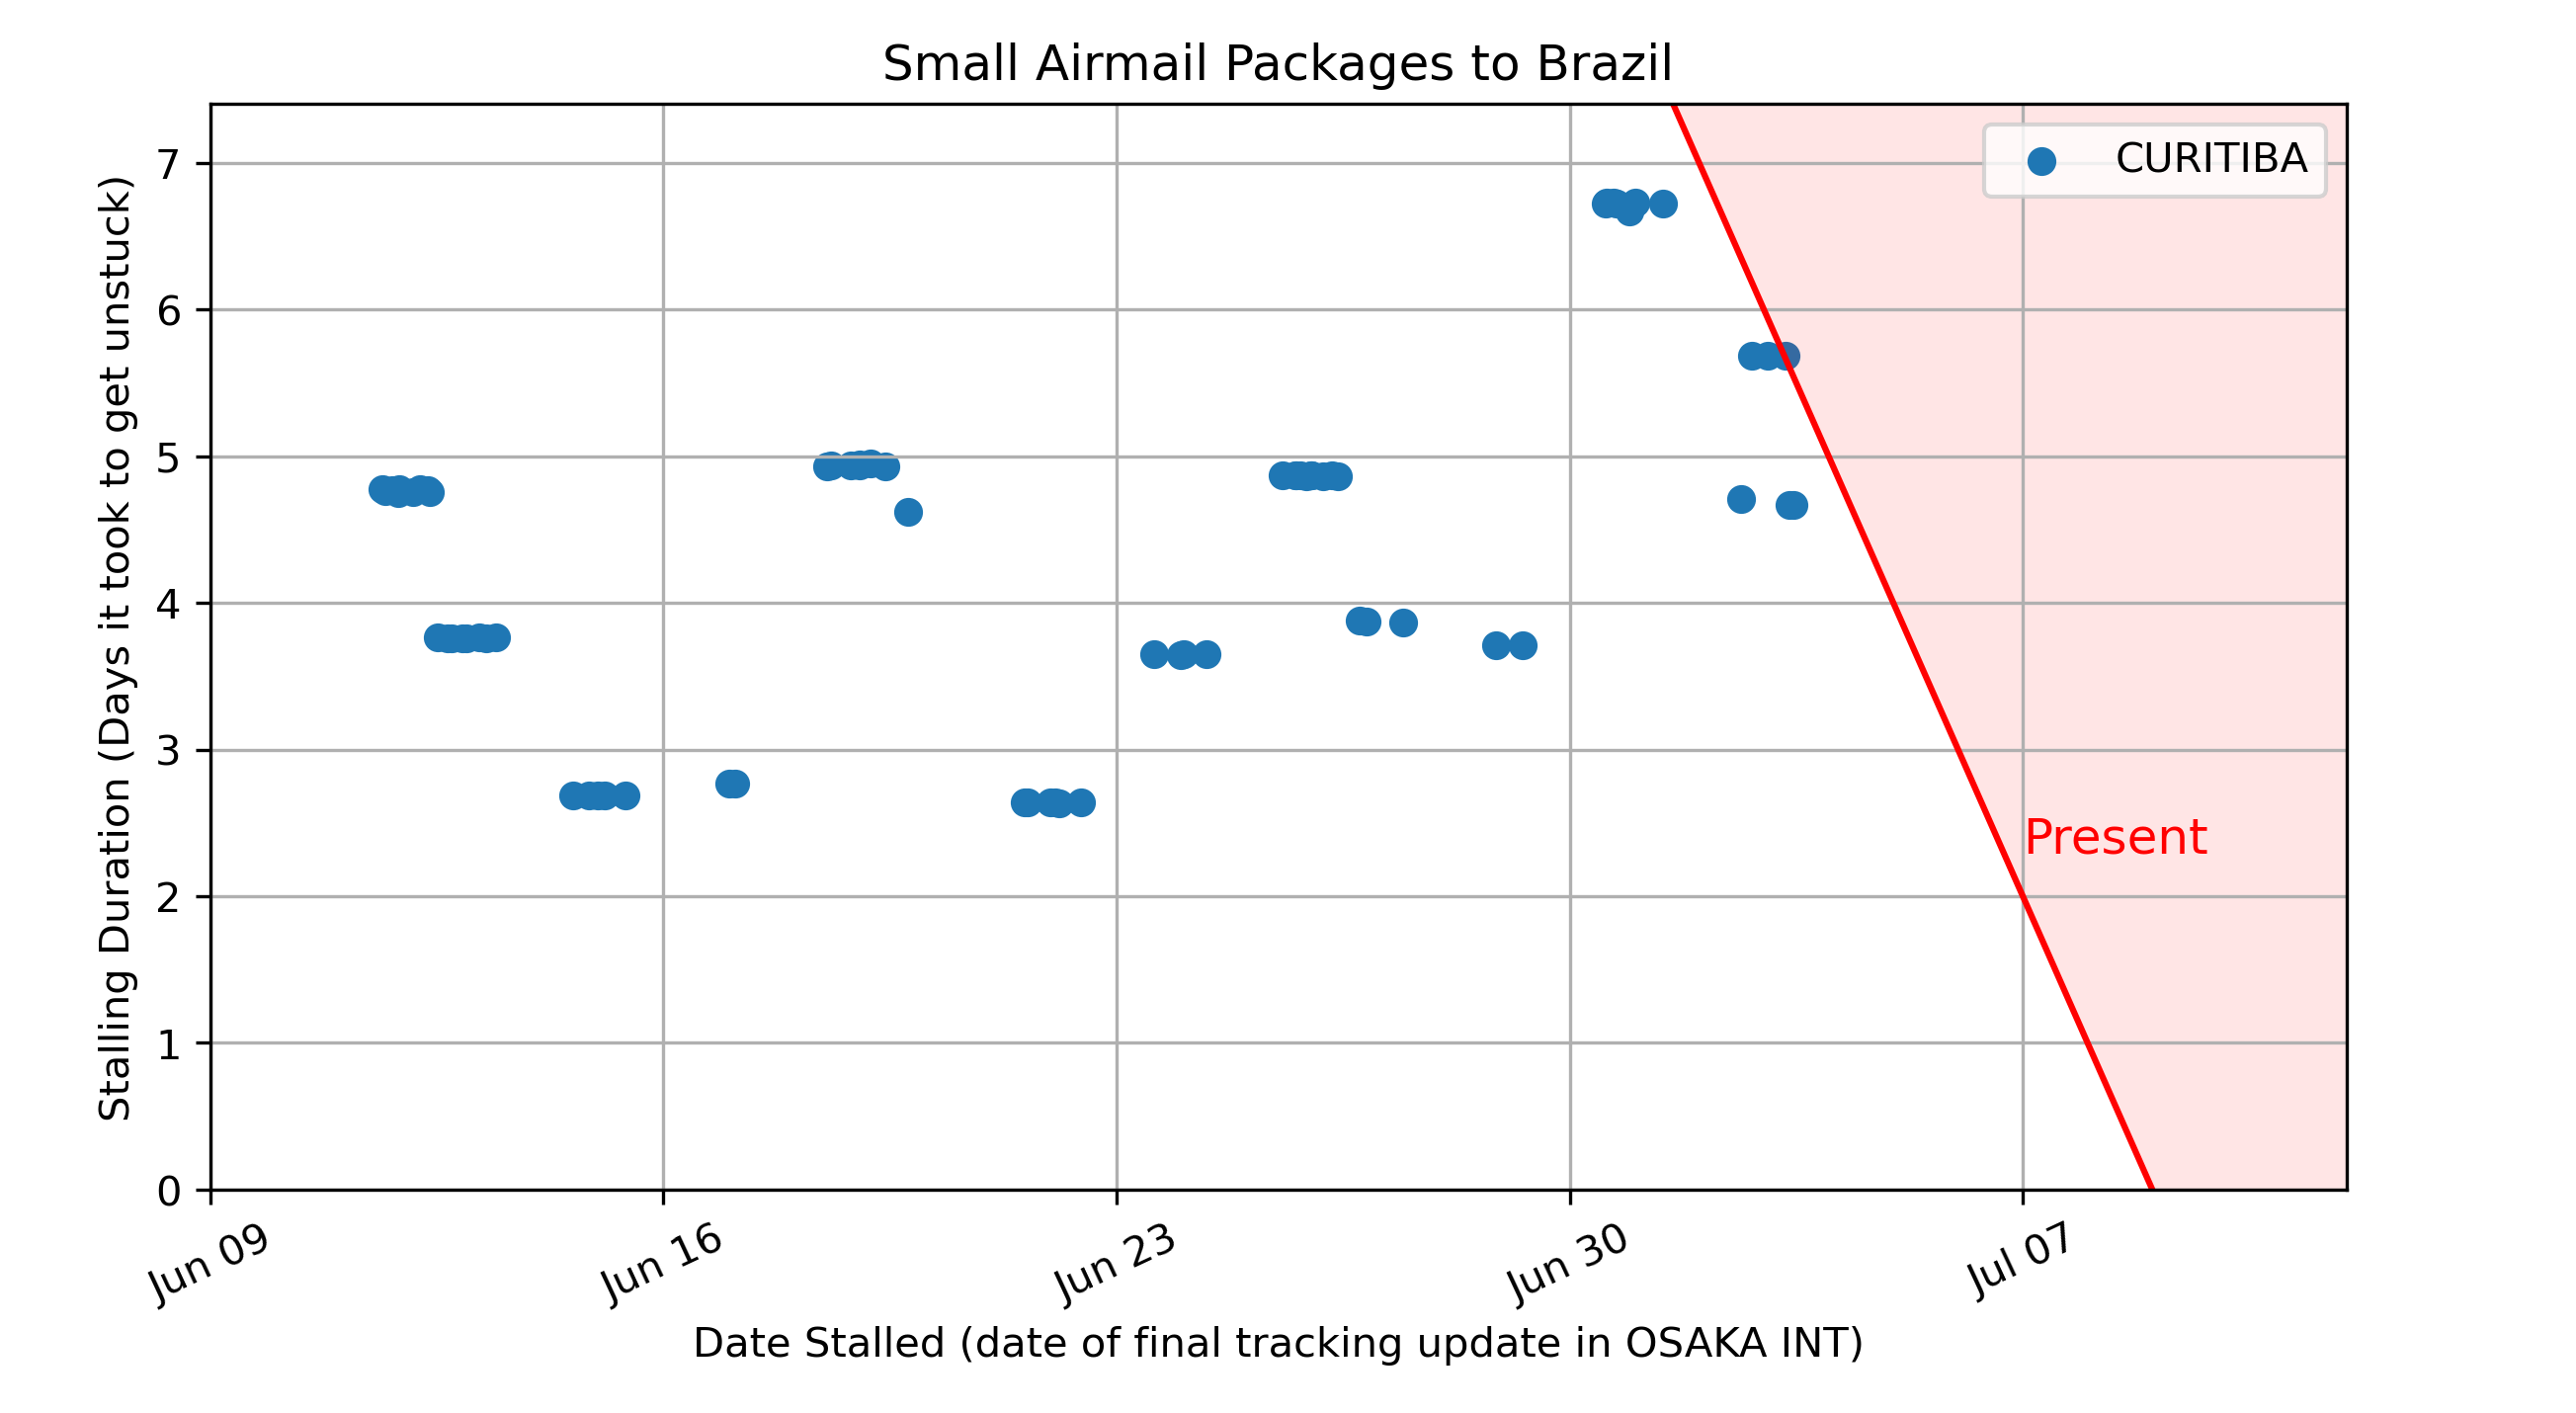 Small Airmail Packages to Brazil
CURITIBA
7
6
5
4
3
2
1
0
Stalling Duration (Days it took to get unstuck)
Present
Jun 09
Jun 16
Jun 23
Jun 30
Jul 07
Date Stalled (date of final tracking update in OSAKA INT)